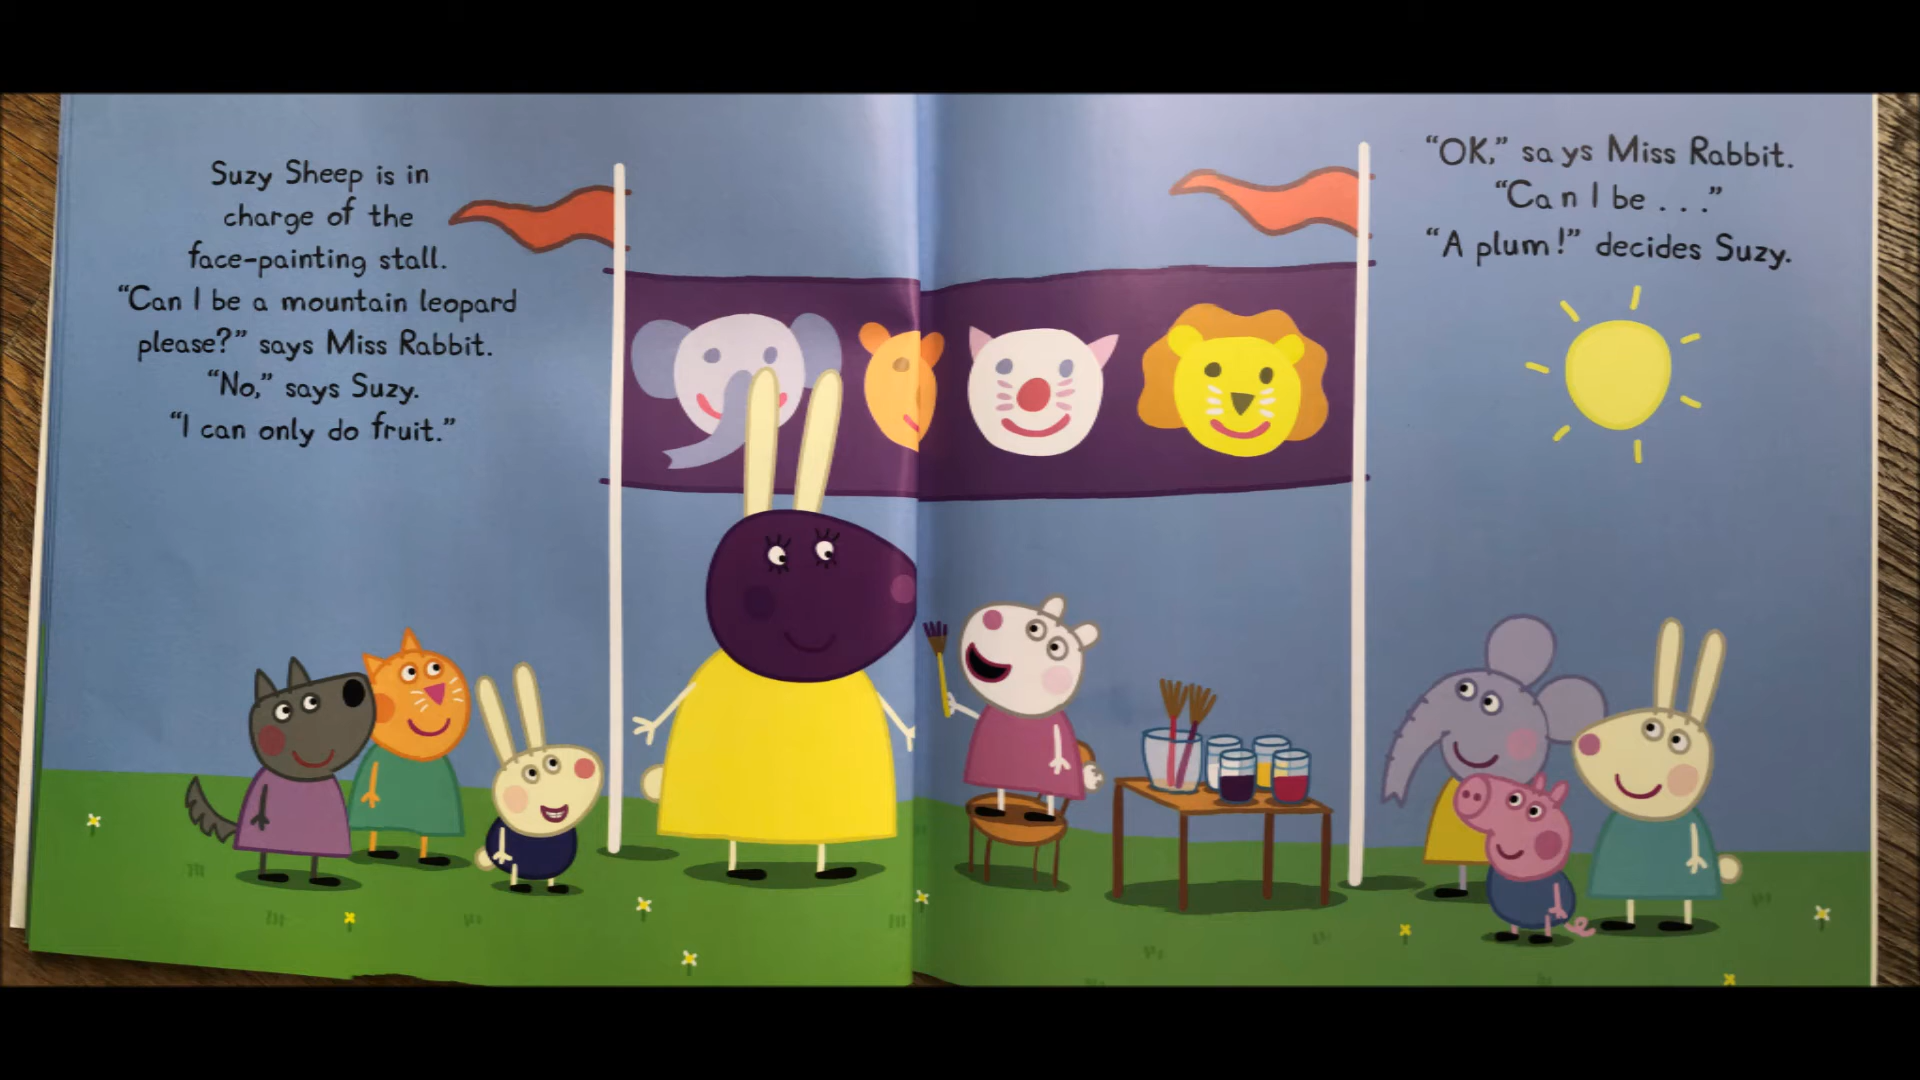 Suzy Sheep is in
charge of the
face-painting stall.
“Can I be a mountain leopard
please?” says Miss Rabbit.
“No,” says Suzy.
“I can only do fruit.”
“OK,” says Miss Rabbit.
“Can I be . . .”
“A plum!” decides Suzy.